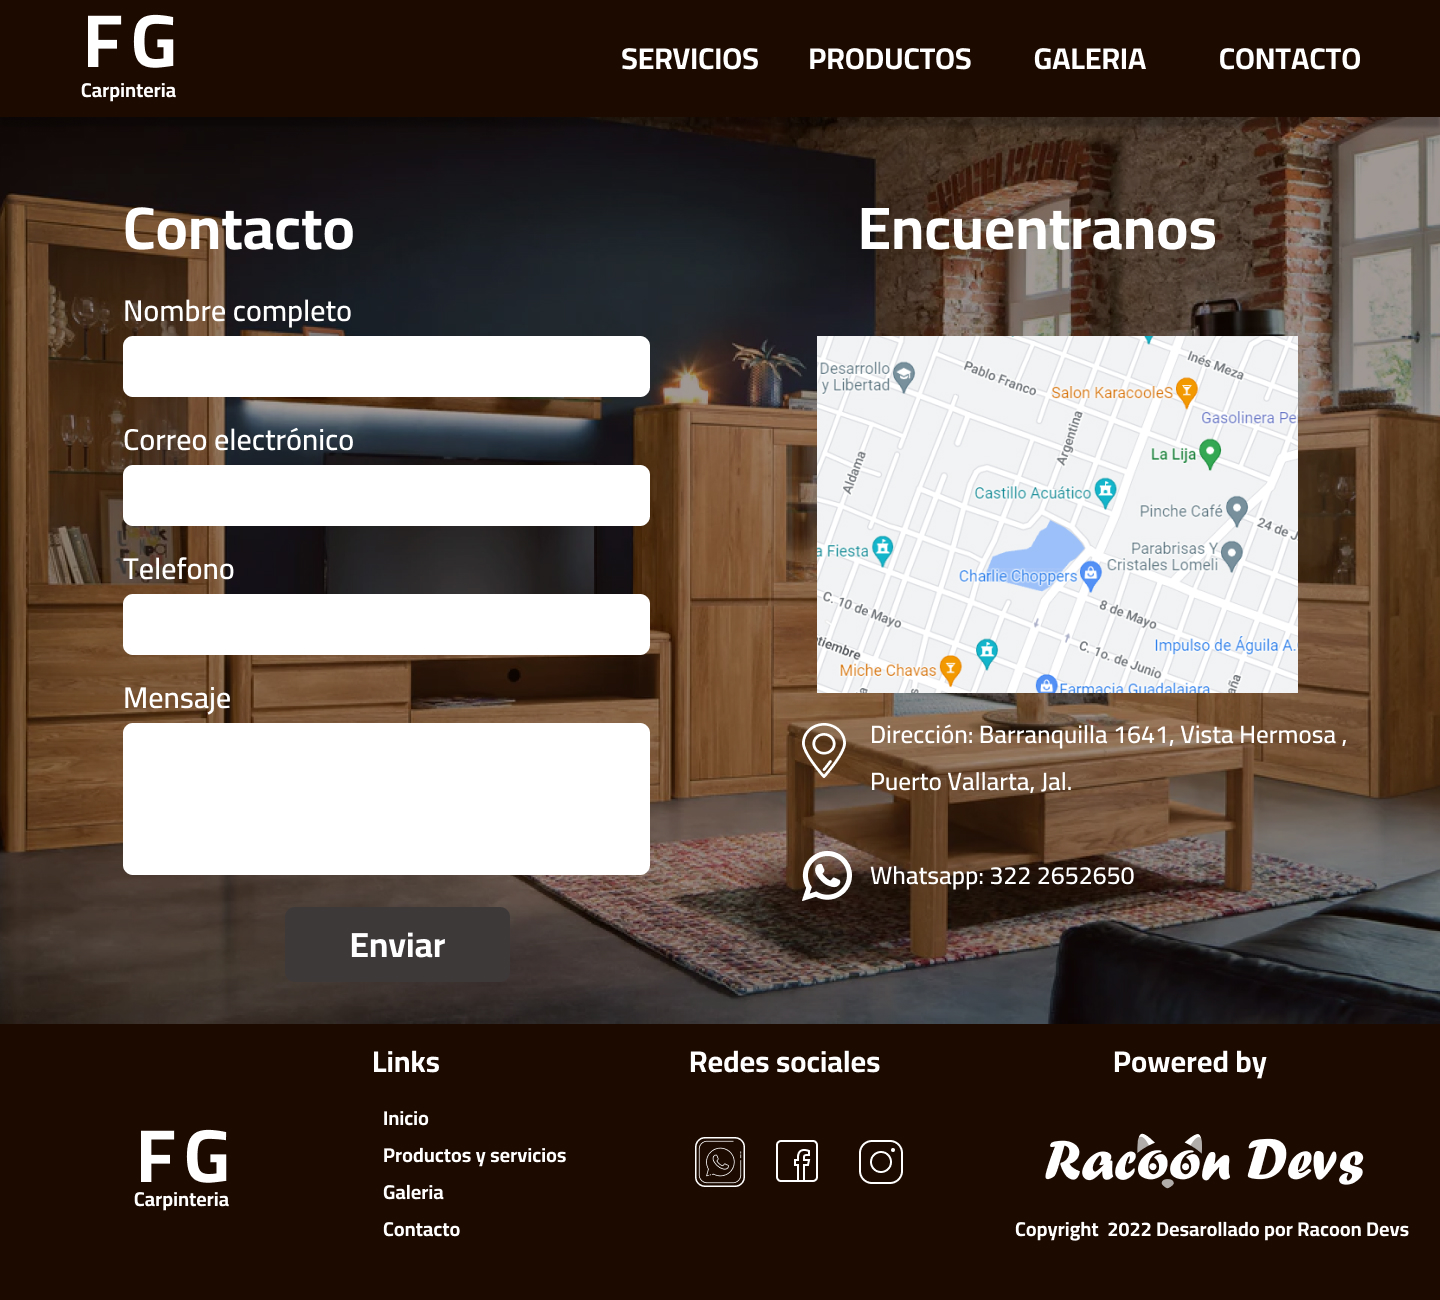 FG
Carpinteria
SERVICIOS PRODUCTOS GALERIA CONTACTO
Contacto
Nombre completo
Correo electrónico
Telefono
Mensaje
Enviar
Encuentranos
Desarrollo
y Libertad
Pablo Franco
Inés Meza
Salon KaracooleS
Gasolinera Pe
Argentina
La Lija
Aldama
Castillo Acuático
Pinche Café
24 de J
a Fiesta
Parabrisas Y
Cristales Lomeli
Charlie Choppers
C. 10 de Mayo
8 de Mayo
tiembre
C. 1o. de Junio
Impulso de Águila A.
Miche Chavas
Farmacia Guadalajara
Dirección: Barranquilla 1641, Vista Hermosa ,
Puerto Vallarta, Jal.
Whatsapp: 322 2652650
FG
Carpinteria
Links
Inicio
Productos y servicios
Galeria
Contacto
Redes sociales
Powered by
Racoon Devs
Copyright 2022 Desarollado por Racoon Devs